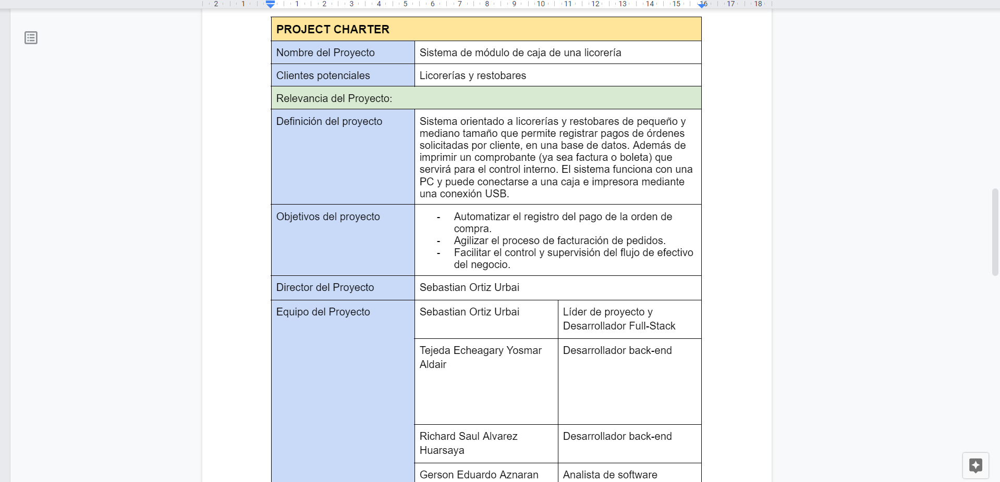 2 1 1 2 3 4 5 6 7 8 9 10 11 12 13 14 15 16 17 18
PROJECT CHARTER
Nombre del Proyecto
Sistema de módulo de caja de una licorería
Clientes potenciales
Licorerías y restobares
Relevancia del Proyecto:
Definición del proyecto
Sistema orientado a licorerías y restobares de pequeño y
mediano tamaño que permite registrar pagos de órdenes
solicitadas por cliente, en una base de datos. Además de
imprimir un comprobante (ya sea factura o boleta) que
servirá para el control interno. El sistema funciona con una
PC y puede conectarse a una caja e impresora mediante
una conexión USB.
Objetivos del proyecto
- Automatizar el registro del pago de la orden de
compra.
- Agilizar el proceso de facturación de pedidos.
- Facilitar el control y supervisión del flujo de efectivo
del negocio.
Director del Proyecto
Sebastian Ortiz Urbai
Equipo del Proyecto
Sebastian Ortiz Urbai
Líder de proyecto y
Desarrollador Full-Stack
Tejeda Echeagary Yosmar
Aldair
Desarrollador back-end
Richard Saul Alvarez
Huarsaya
Desarrollador back-end
Gerson Eduardo Aznaran
Analista de software